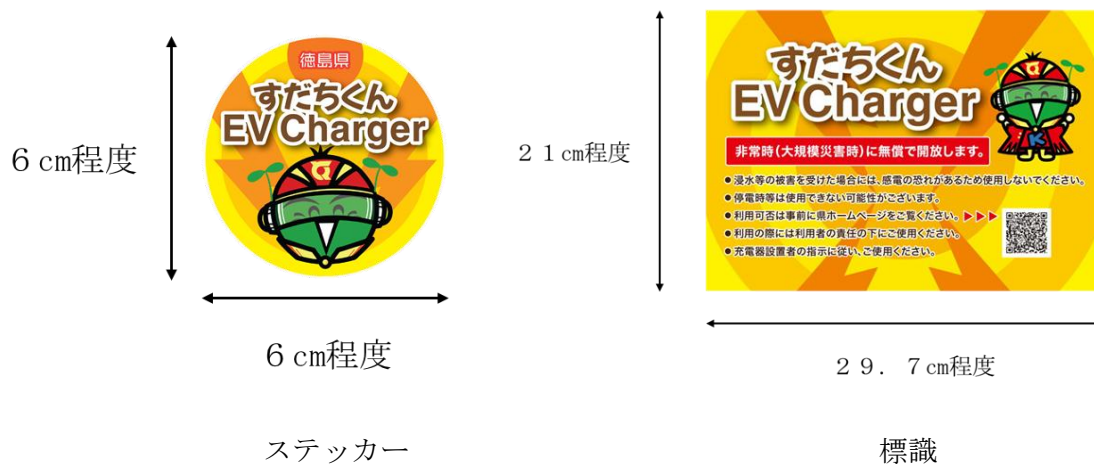 徳島県
すだちくん
EV Charger
6cm程度
6cm程度
ステッカー
すだちくん
EV Charger
非常時(大規模災害時)に無償で開放します。
●浸水等の被害を受けた場合には、感電の恐れがあるため使用しないでください。
●停電時等は使用できない可能性がございます。
●利用可否は事前に県ホームページをご覧ください。▶▶▶
●利用の際には利用者の責任の下にご使用ください。
●充電器設置者の指示に従い、ご使用ください。
21cm程度
29.7cm程度
標識